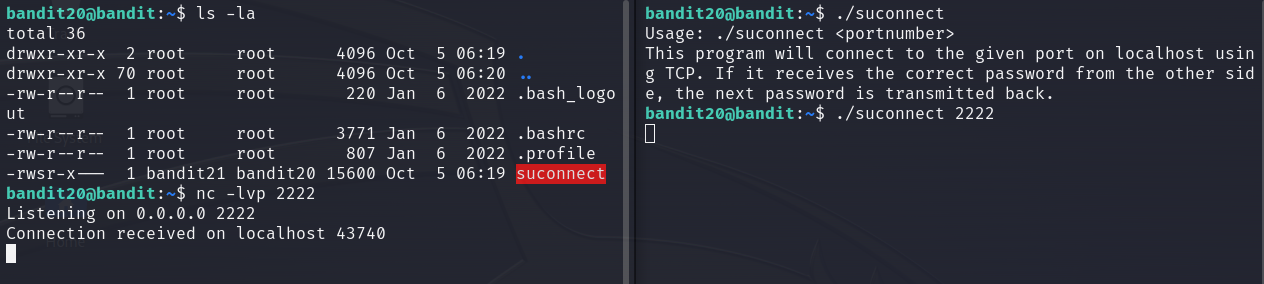 bandit20@bandit:~$ ls -la
total 36
drwxr-xr-x  2 root     root      4096 Oct  5 06:19 .
drwxr-xr-x 70 root     root      4096 Oct  5 06:20 ..
-rw-r--r--  1 root     root       220 Jan  6  2022 .bash_logo
ut
-rw-r--r--  1 root     root      3771 Jan  6  2022 .bashrc
-rw-r--r--  1 root     root       807 Jan  6  2022 .profile
-rwsr-x---  1 bandit21 bandit20 15600 Oct  5 06:19 suconnect
bandit20@bandit:~$ nc -lvp 2222
Listening on 0.0.0.0 2222
Connection received on localhost 43740
bandit20@bandit:~$ ./suconnect
Usage: ./suconnect <portnumber>
This program will connect to the given port on localhost usin
g TCP. If it receives the correct password from the other sid
e, the next password is transmitted back.
bandit20@bandit:~$ ./suconnect 2222